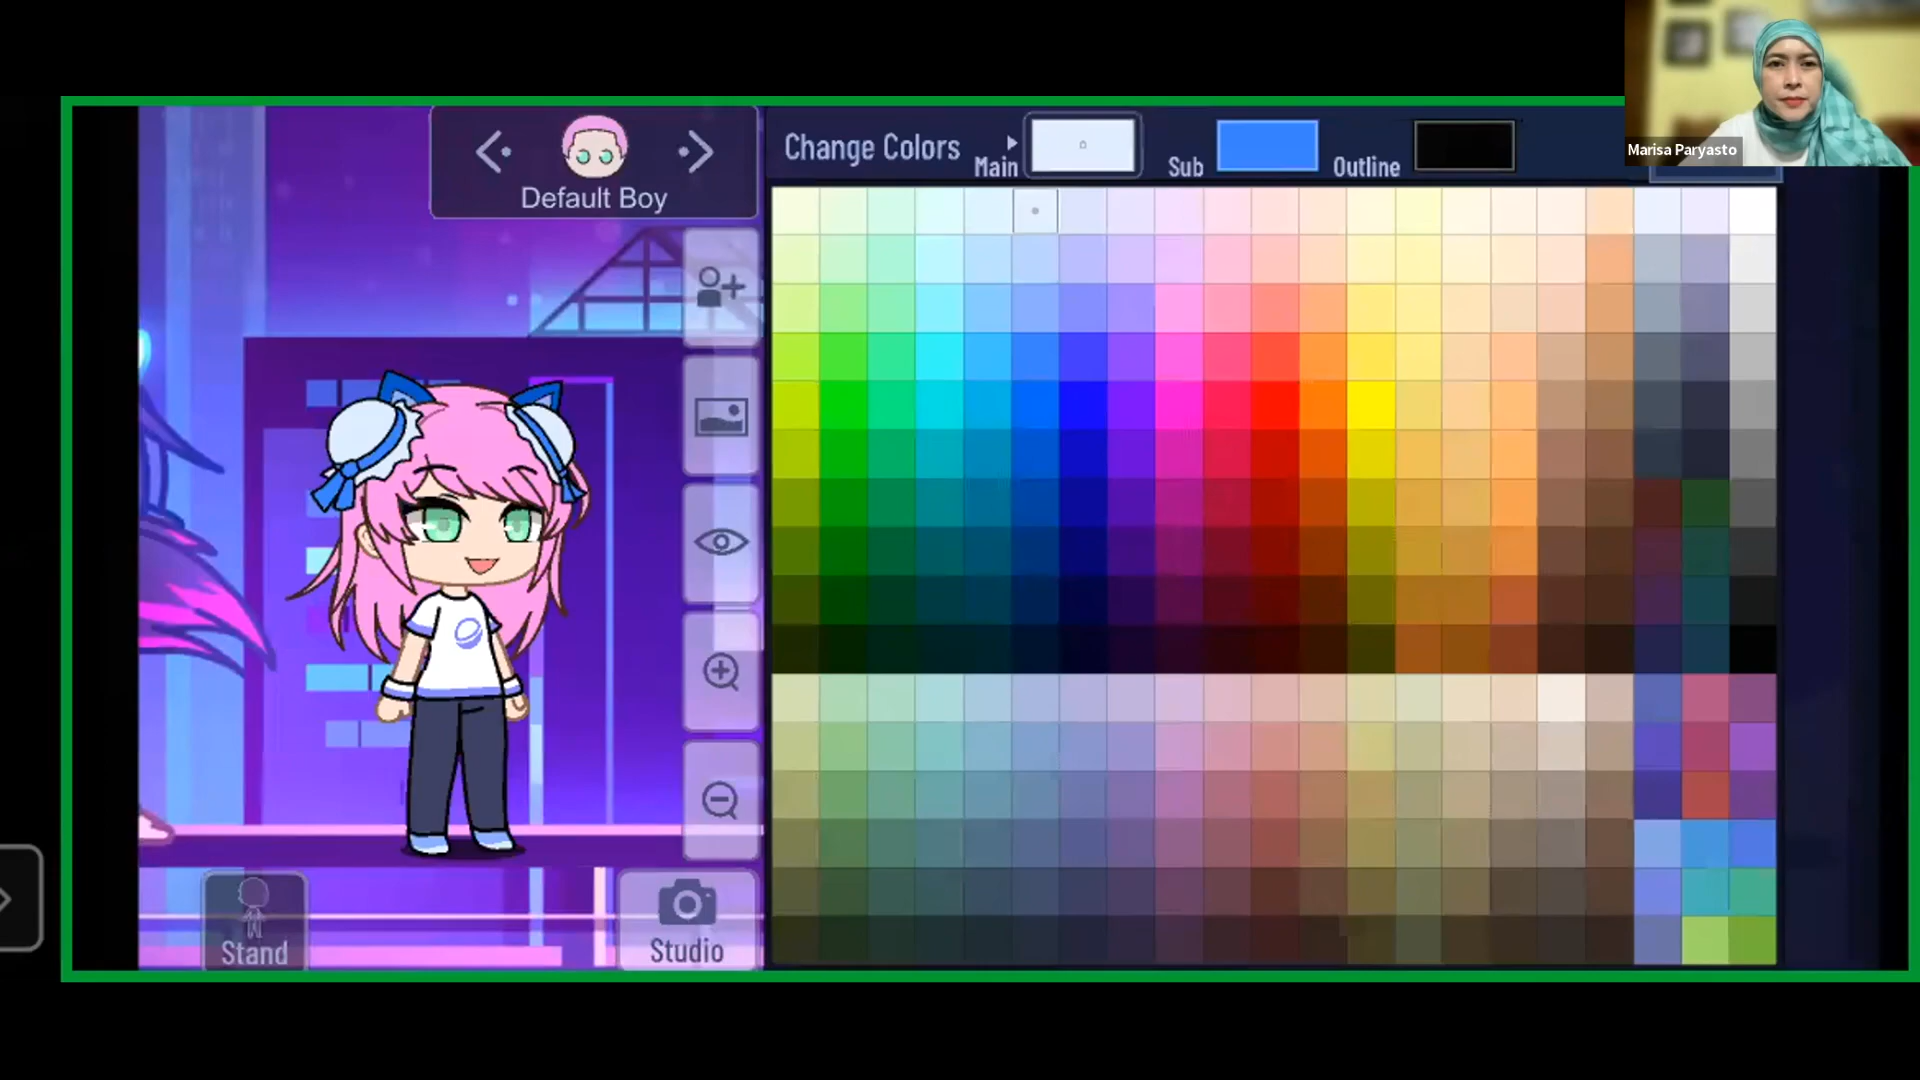 Default Boy
Change Colors
Main
Sub
Outline
Marisa Paryasto
Stand
Studio